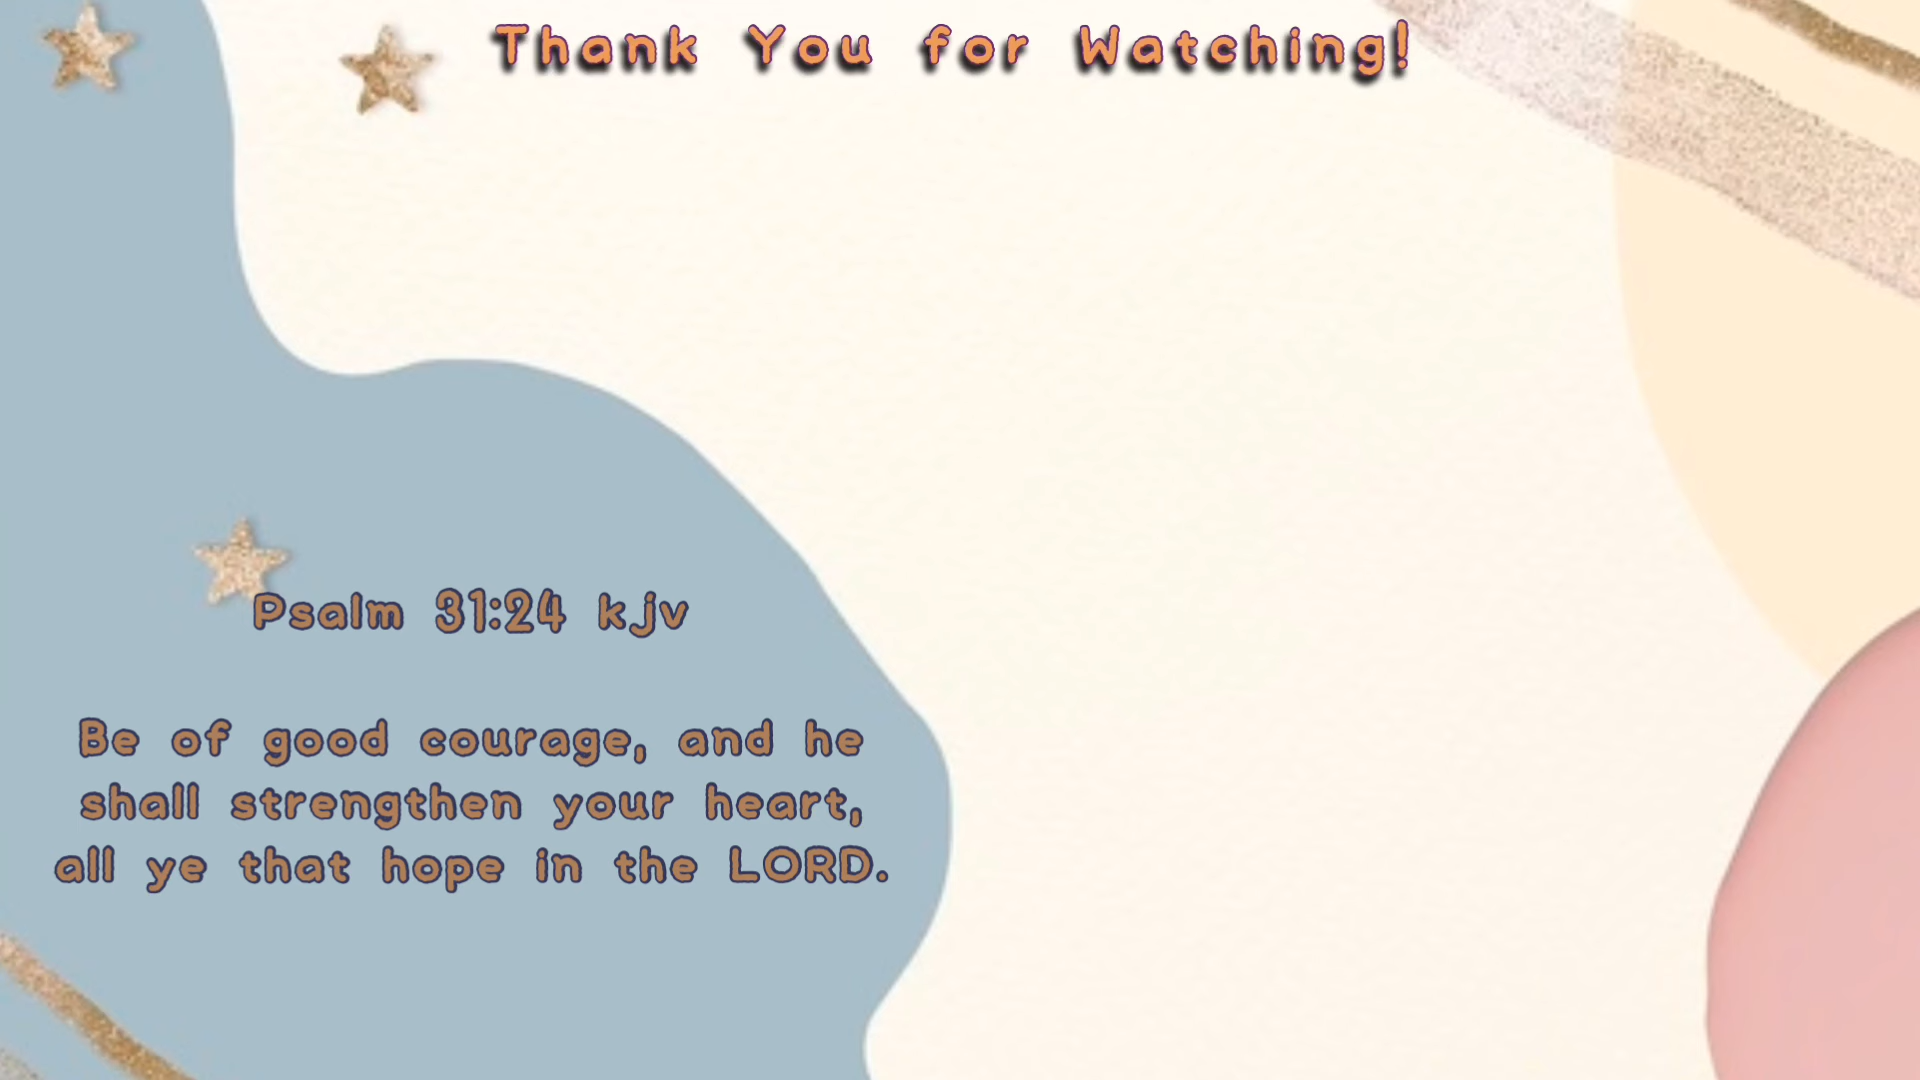 Thank You for Watching!
Psalm 31:24 kjv
Be of good courage, and he
shall strengthen your heart,
all ye that hope in the LORD.